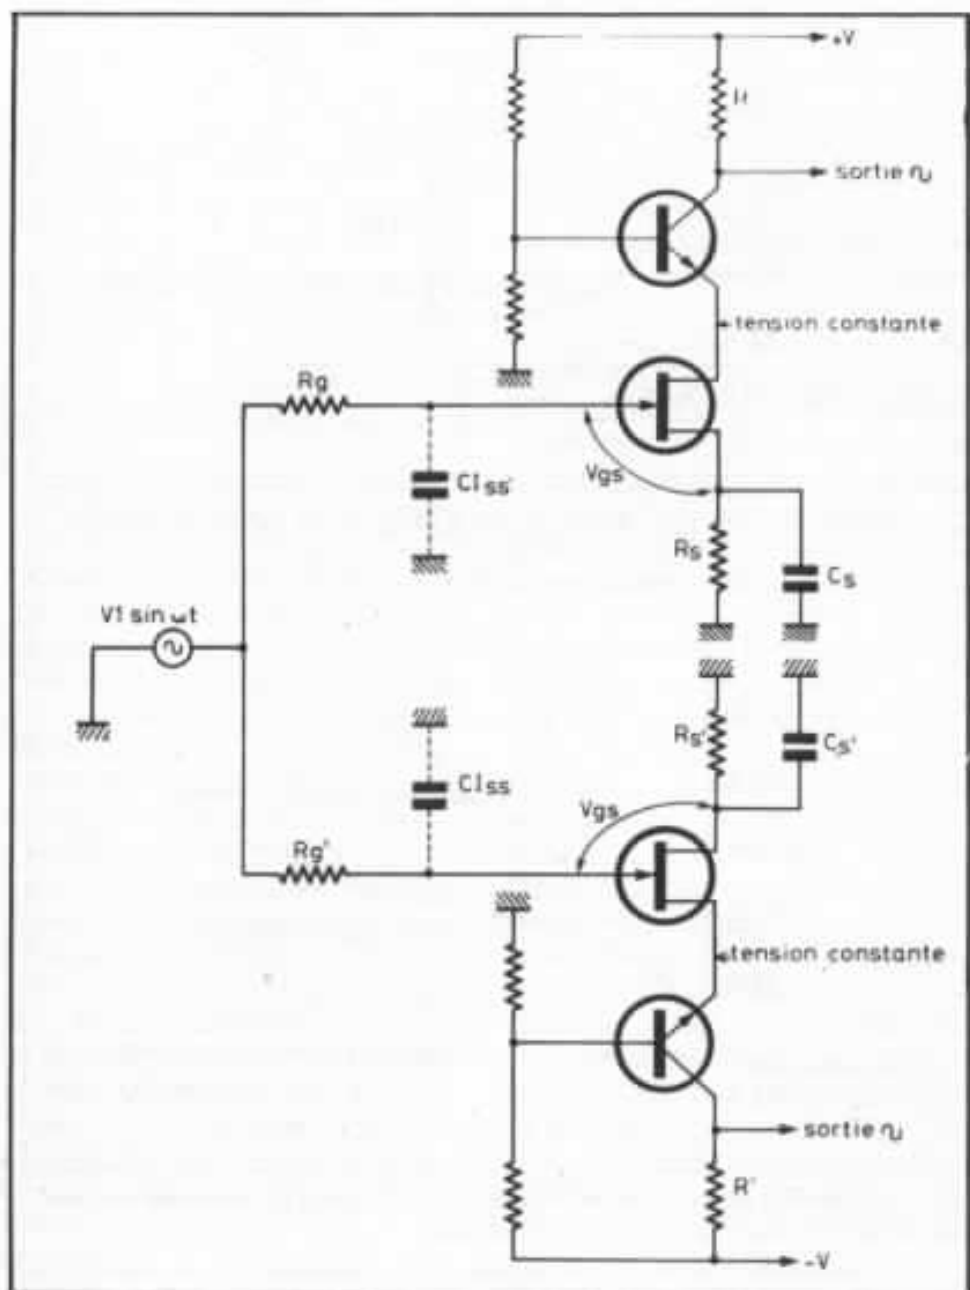 +V
sortie ∿
tension constante
Rg
Vgs
CIss'
Rs
Cs
V1 sin ωt
Rs'
Cs'
CIss
Vgs
Rg'
tension constante
sortie ∿
R'
-V